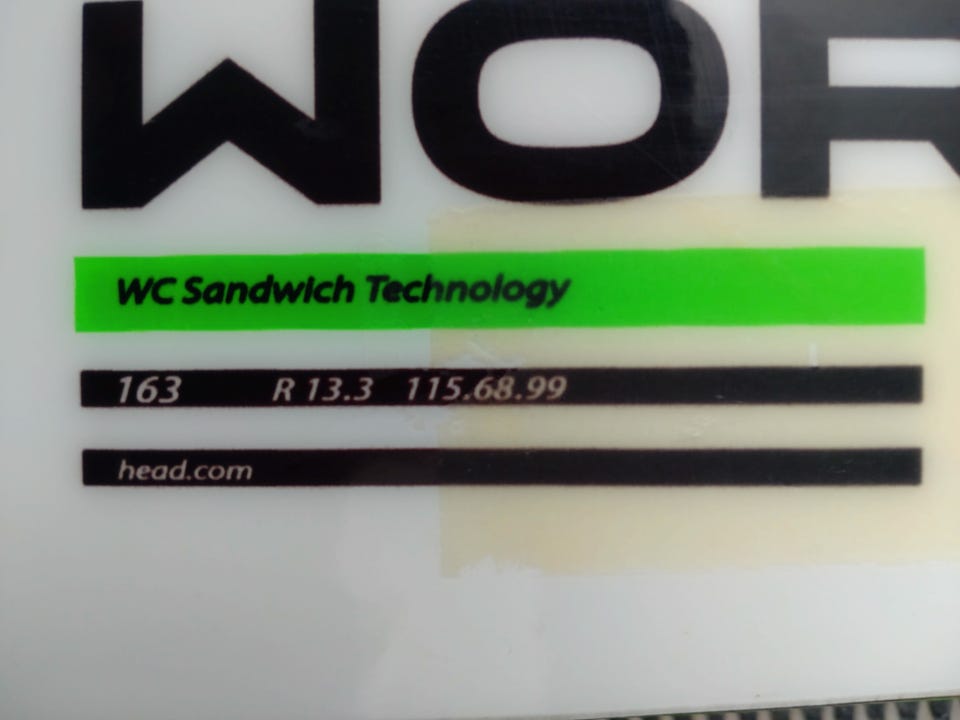 WOR
WC Sandwich Technology
163 R 13.3 115.68.99
head.com